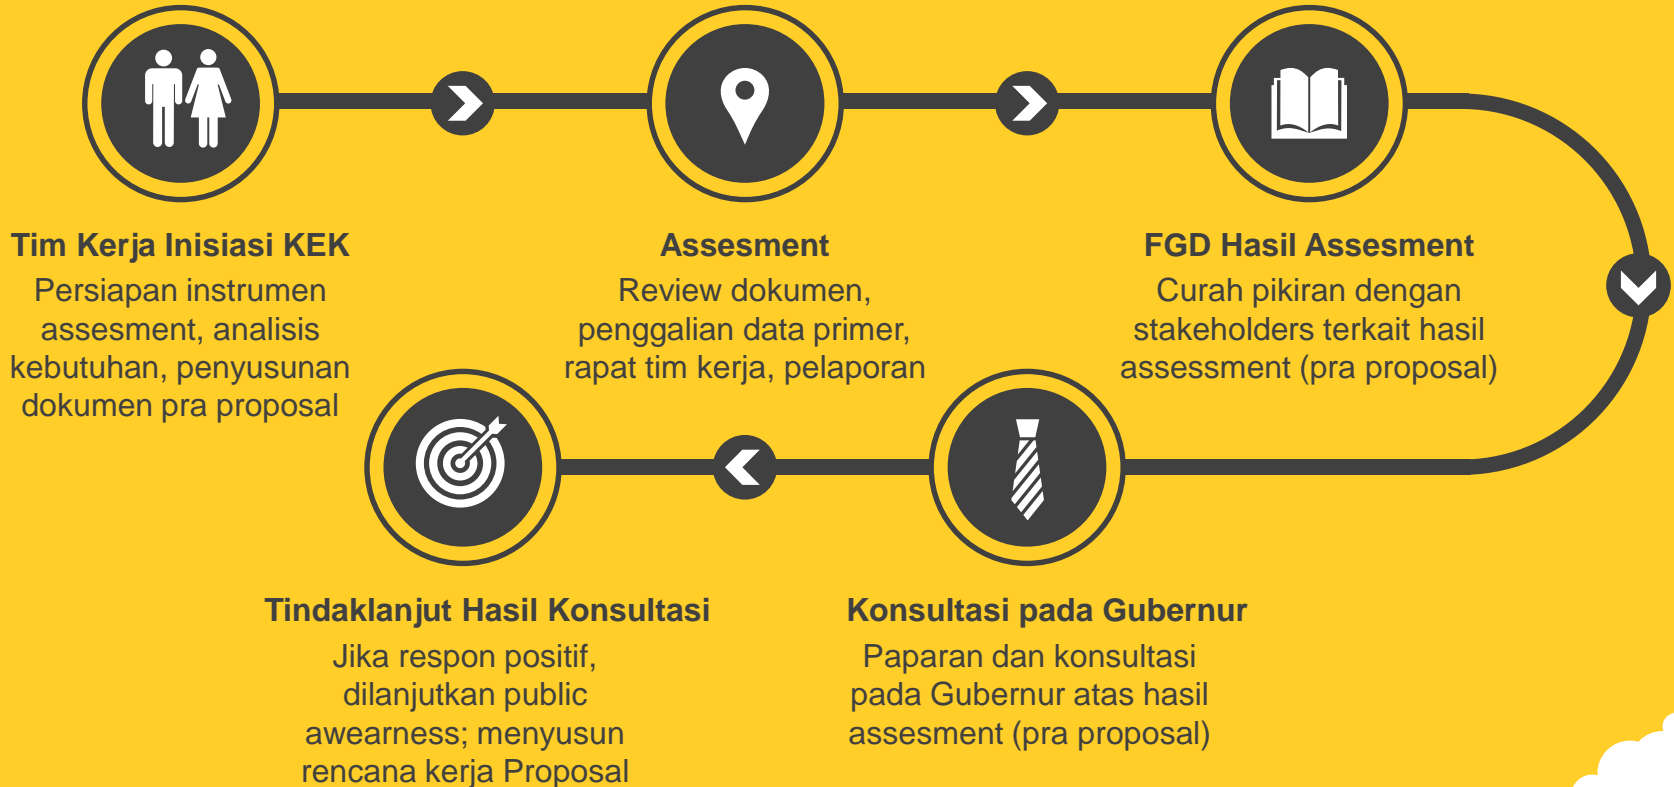 Tim Kerja Inisiasi KEK
Persiapan instrumen
assesment, analisis
kebutuhan, penyusunan
dokumen pra proposal
Assesment
Review dokumen,
penggalian data primer,
rapat tim kerja, pelaporan
FGD Hasil Assesment
Curah pikiran dengan
stakeholders terkait hasil
assessment (pra proposal)
Konsultasi pada Gubernur
Paparan dan konsultasi
pada Gubernur atas hasil
assesment (pra proposal)
Tindaklanjut Hasil Konsultasi
Jika respon positif,
dilanjutkan public
awearness; menyusun
rencana kerja Proposal